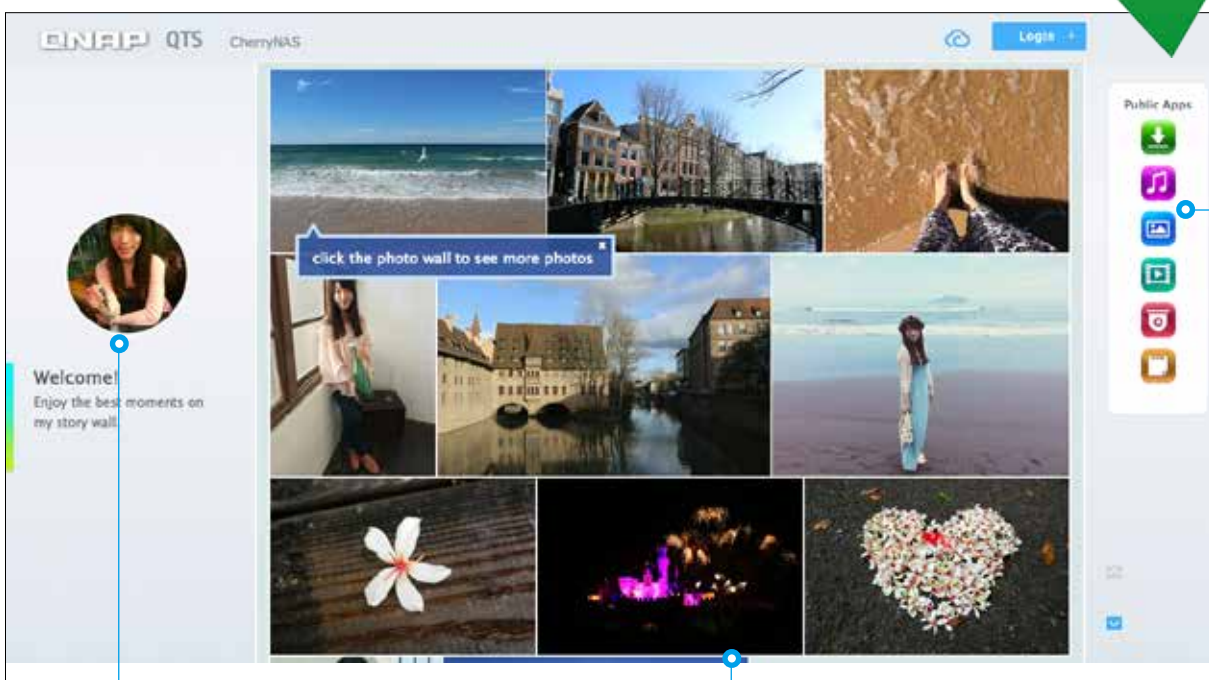 QNAP QTS CherryNAS
Login +
Public Apps
click the photo wall to see more photos x
Welcome!
Enjoy the best moments on
my story wall.